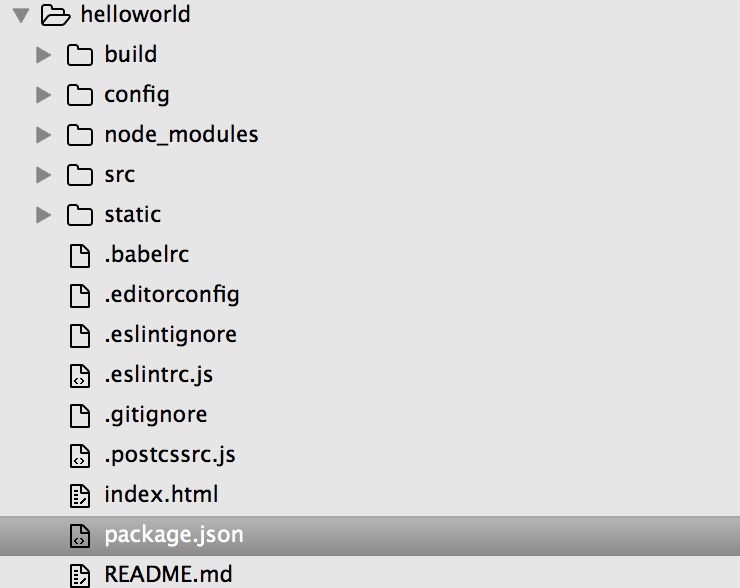 helloworld
build
config
node_modules
src
static
.babelrc
.editorconfig
.eslintignore
.eslintrc.js
.gitignore
.postcssrc.js
index.html
package.json
README.md